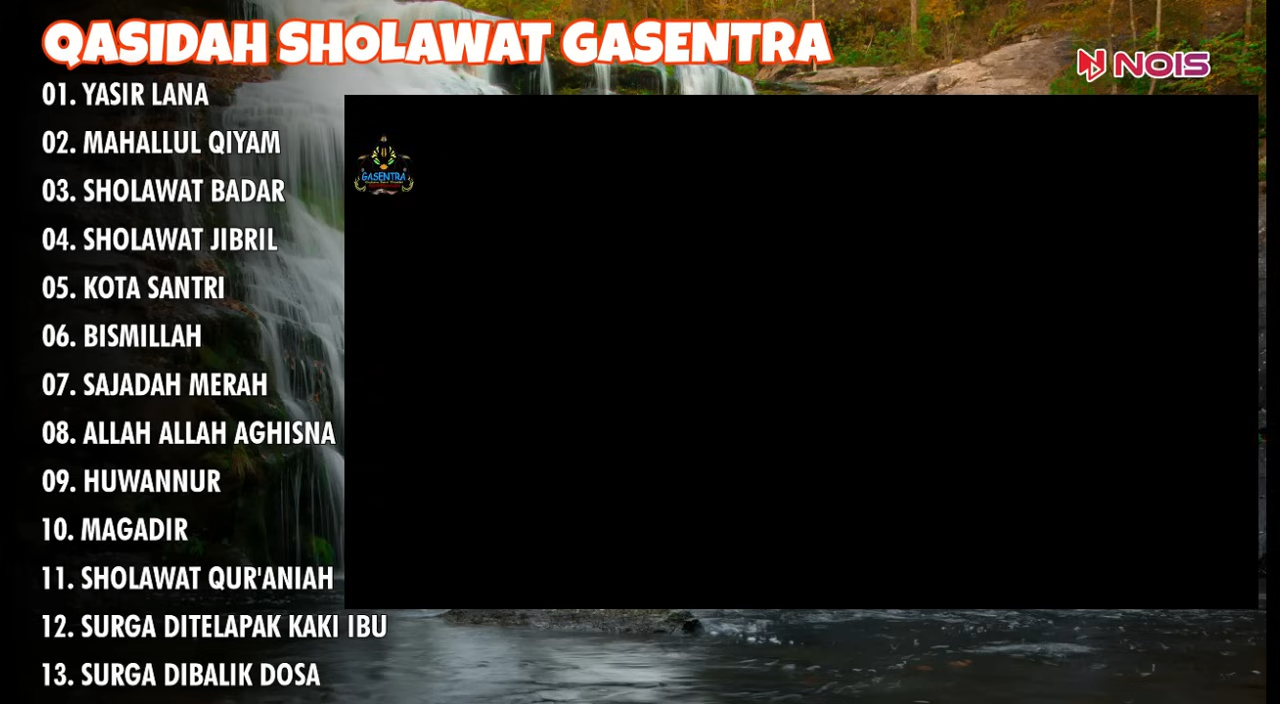 QASIDAH SHOLAWAT GASENTRA
NOIS
01. YASIR LANA
02. MAHALLUL QIYAM
03. SHOLAWAT BADAR
04. SHOLAWAT JIBRIL
05. KOTA SANTRI
06. BISMILLAH
07. SAJADAH MERAH
08. ALLAH ALLAH AGHISNA
09. HUWANNUR
10. MAGADIR
11. SHOLAWAT QUR'ANIAH
12. SURGA DITELAPAK KAKI IBU
13. SURGA DIBALIK DOSA
GASENTRA